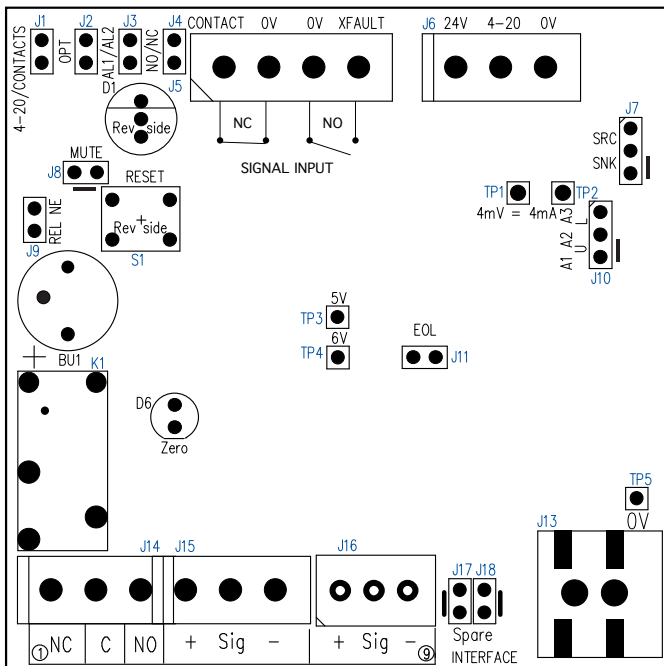 J1
J2
J3
J4
4-20/CONTACTS
OPT
AL1/AL2
NO/NC
J5
CONTACT 0V 0V XFAULT
NC
NO
SIGNAL INPUT
J6
24V 4-20 0V
J7
SRC
SNK
D1
Rev side
MUTE
J8
RESET
Rev side
S1
REL NE
J9
TP1
TP2
4mV = 4mA
A1 A2 A3
U L
J10
5V
TP3
6V
TP4
EOL
J11
BU1
K1
D6
Zero
TP5
0V
J13
J14
J15
J16
J17
J18
1 NC C NO + Sig -
+ Sig - 9
Spare
INTERFACE